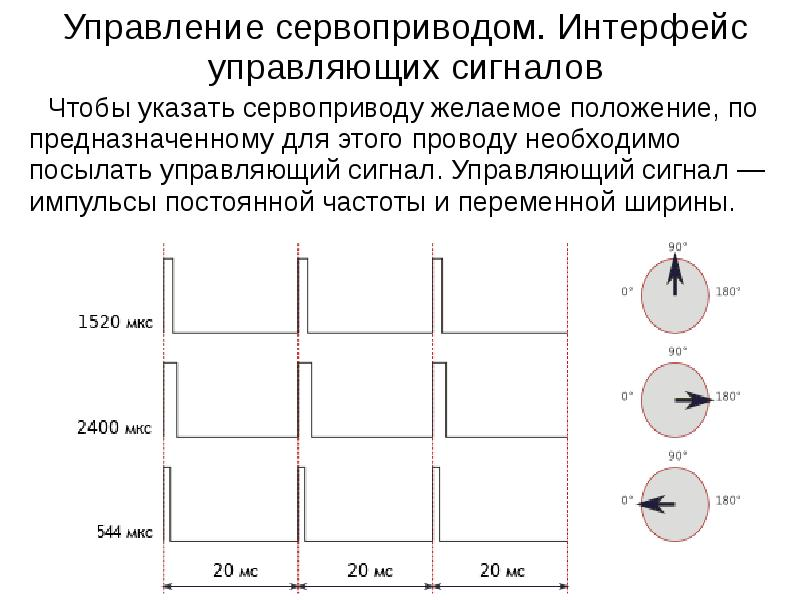 Управление сервоприводом. Интерфейс
управляющих сигналов
Чтобы указать сервоприводу желаемое положение, по
предназначенному для этого проводу необходимо
посылать управляющий сигнал. Управляющий сигнал —
импульсы постоянной частоты и переменной ширины.
90°
0° 180°
1520 мкс
90°
0° 180°
2400 мкс
90°
0° 180°
544 мкс
20 мс 20 мс 20 мс